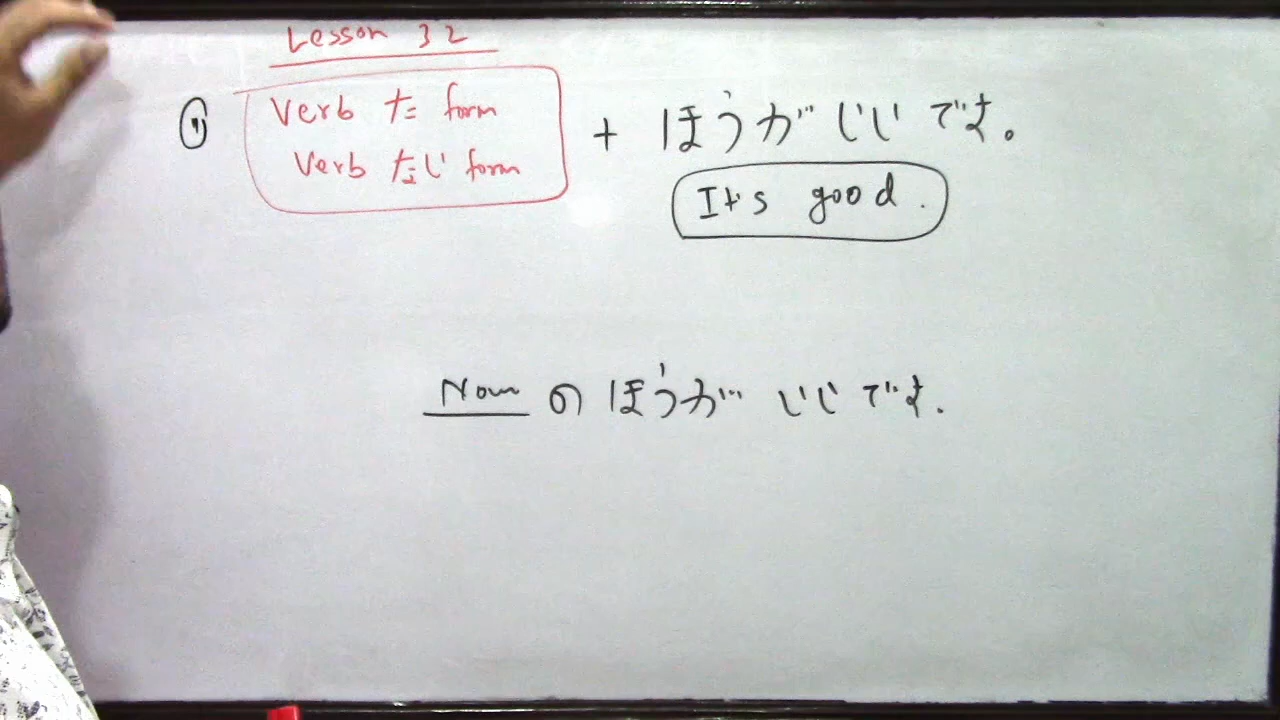 Lesson 32
① Verb た form
Verb ない form
+ ほうがいいです。
It's good.
Noun のほうが いいです.